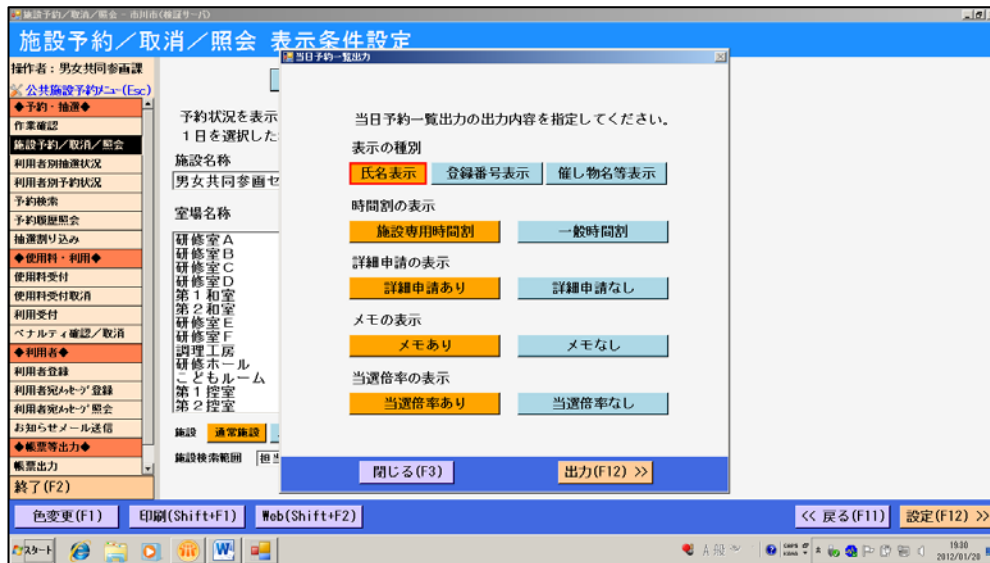 施設予約／取消／照会 － 市川市(検証サーバ)
施設予約／取消／照会 表示条件設定
操作者：男女共同参画課
公共施設予約ﾒﾆｭｰ(Esc)
◆予約・抽選◆
作業確認
施設予約／取消／照会
利用者別抽選状況
利用者別予約状況
予約検索
予約履歴照会
抽選割り込み
◆使用料・利用◆
使用料受付
使用料受付取消
利用受付
ペナルティ確認／取消
◆利用者◆
利用者登録
利用者宛ﾒｯｾｰｼﾞ登録
利用者宛ﾒｯｾｰｼﾞ照会
お知らせメール送信
◆帳票等出力◆
帳票出力
終了(F2)
予約状況を表示
1日を選択した
施設名称
男女共同参画セ
室場名称
研修室A
研修室B
研修室C
研修室D
第1和室
第2和室
研修室E
研修室F
調理工房
研修ホール
こどもルーム
第1控室
第2控室
施設 通常施設
施設検索範囲 担当
当日予約一覧出力
当日予約一覧出力の出力内容を指定してください。
表示の種別
氏名表示 登録番号表示 催し物名等表示
時間割の表示
施設専用時間割 一般時間割
詳細申請の表示
詳細申請あり 詳細申請なし
メモの表示
メモあり メモなし
当選倍率の表示
当選倍率あり 当選倍率なし
閉じる(F3) 出力(F12) >>
色変更(F1) 印刷(Shift+F1) Web(Shift+F2) << 戻る(F11) 設定(F12) >>
スタート A 般 CAPS KANA 19:30
2012/01/20